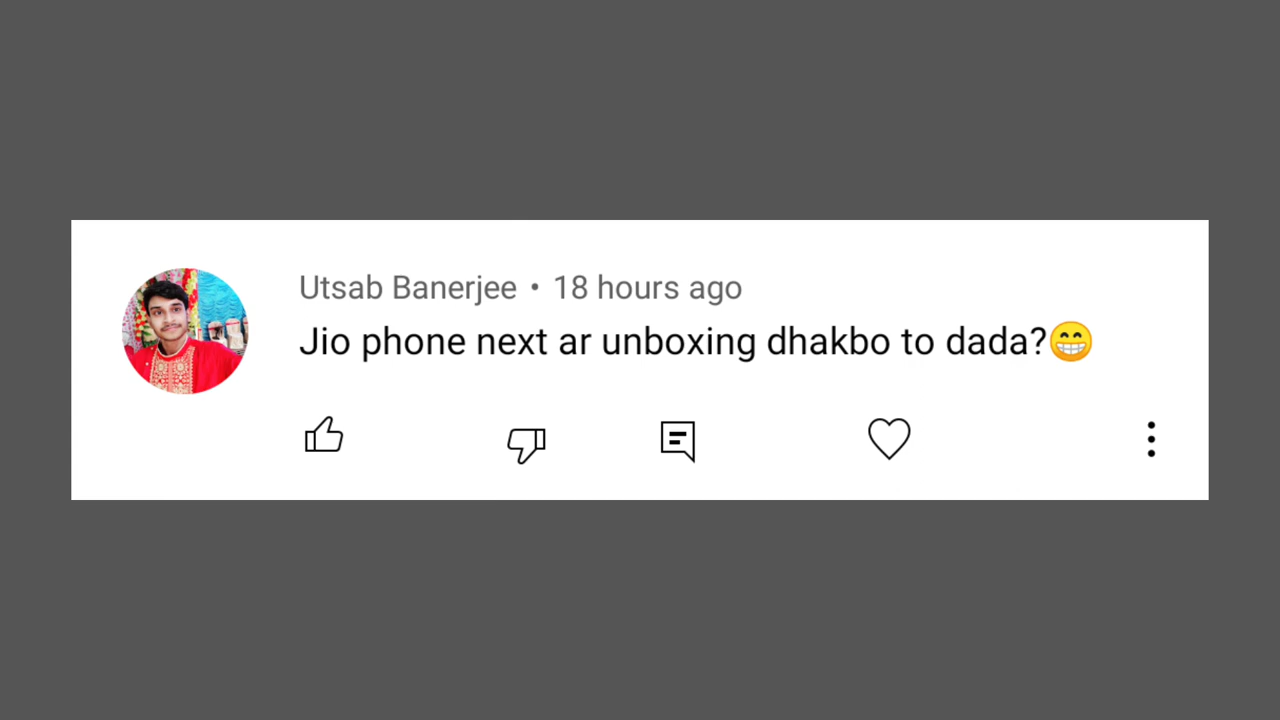 Utsab Banerjee • 18 hours ago
Jio phone next ar unboxing dhakbo to dada?😁